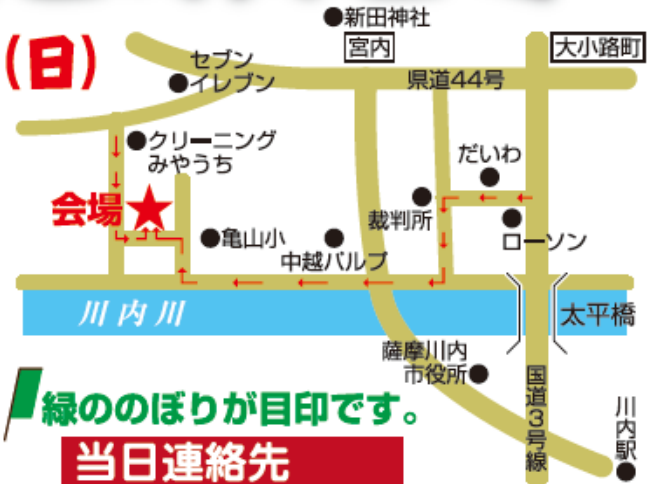 新田神社
宮内
大小路町
（日）
セブン
イレブン
県道44号
クリーニング
みやうち
だいわ
会場
裁判所
ローソン
亀山小
中越パルプ
川内川
太平橋
薩摩川内
市役所
国道3号線
川内駅
緑ののぼりが目印です。
当日連絡先